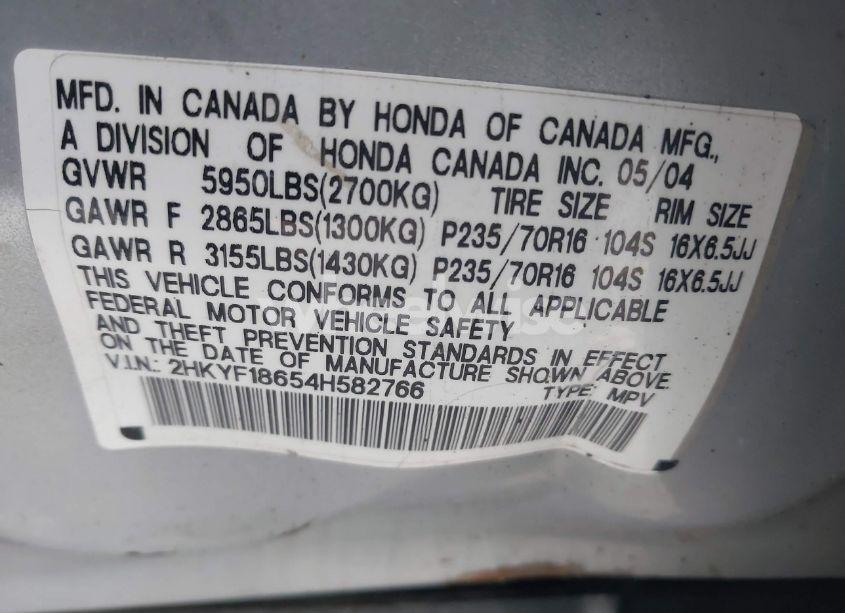 MFD. IN CANADA BY HONDA OF CANADA MFG.,
A DIVISION OF HONDA CANADA INC. 05/04
GVWR 5950LBS(2700KG) TIRE SIZE RIM SIZE
GAWR F 2865LBS(1300KG) P235/70R16 104S 16X6.5JJ
GAWR R 3155LBS(1430KG) P235/70R16 104S 16X6.5JJ
THIS VEHICLE CONFORMS TO ALL APPLICABLE
FEDERAL MOTOR VEHICLE SAFETY
AND THEFT PREVENTION STANDARDS IN EFFECT
ON THE DATE OF MANUFACTURE SHOWN ABOVE
V.I.N.: 2HKYF18654H582766 TYPE: MPV